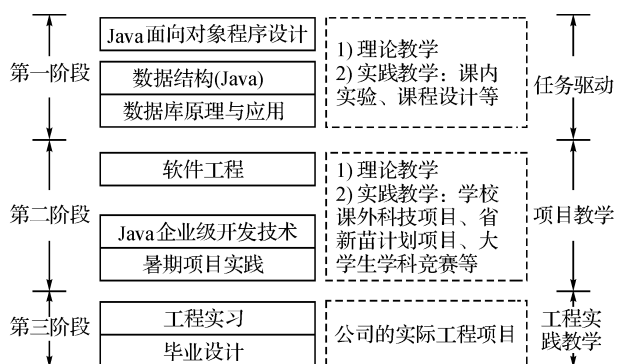 第一阶段
Java面向对象程序设计
数据结构(Java)
数据库原理与应用
1) 理论教学
2) 实践教学：课内
实验、课程设计等
任务驱动
第二阶段
软件工程
Java企业级开发技术
暑期项目实践
1) 理论教学
2) 实践教学：学校
课外科技项目、省
新苗计划项目、大
学生学科竞赛等
项目教学
第三阶段
工程实习
毕业设计
公司的实际工程项目
工程实
践教学